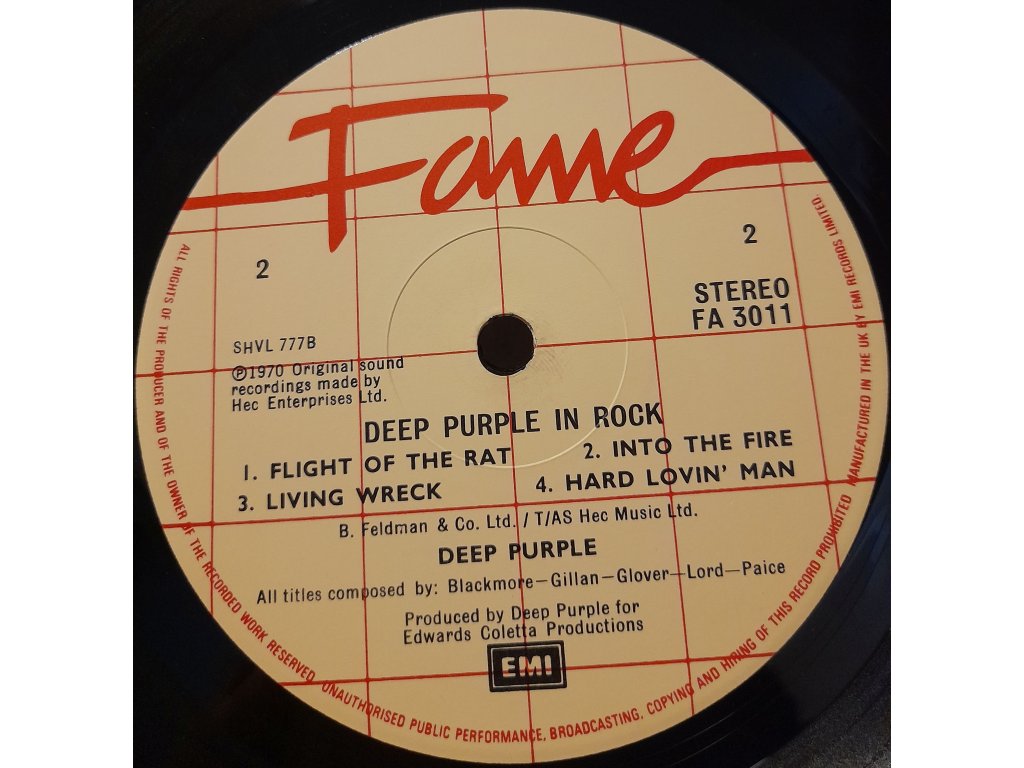 Fame
2
2
STEREO
FA 3011
SHVL 777B
Ⓟ1970 Original sound
recordings made by
Hec Enterprises Ltd.
DEEP PURPLE IN ROCK
1. FLIGHT OF THE RAT
2. INTO THE FIRE
3. LIVING WRECK
4. HARD LOVIN' MAN
B. Feldman & Co. Ltd. / T/AS Hec Music Ltd.
DEEP PURPLE
All titles composed by: Blackmore—Gillan—Glover—Lord—Paice
Produced by Deep Purple for
Edwards Coletta Productions
EMI
ALL RIGHTS OF THE PRODUCER AND OF THE OWNER OF THE RECORDED WORK RESERVED. UNAUTHORISED PUBLIC PERFORMANCE, BROADCASTING, COPYING AND HIRING OF THIS RECORD PROHIBITED MANUFACTURED IN THE UK BY EMI RECORDS LIMITED.